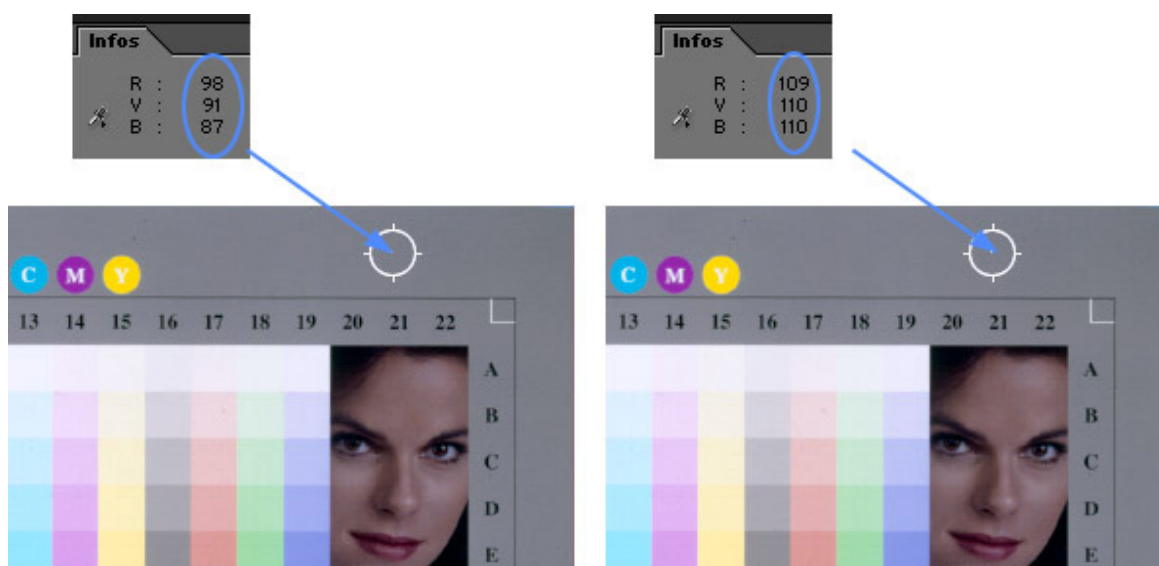 Infos
R : 98
V : 91
B : 87
Infos
R : 109
V : 110
B : 110
C M Y
13 14 15 16 17 18 19 20 21 22
A
B
C
D
E
C M Y
13 14 15 16 17 18 19 20 21 22
A
B
C
D
E